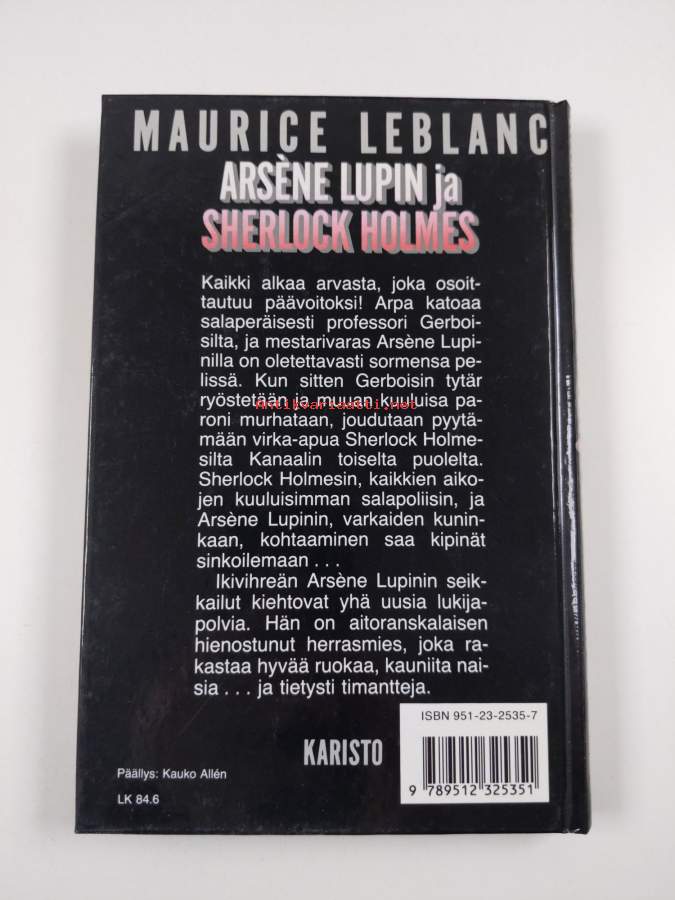 MAURICE LEBLANC
ARSÈNE LUPIN ja
SHERLOCK HOLMES
Kaikki alkaa arvasta, joka osoit-
tautuu päävoitoksi! Arpa katoaa
salaperäisesti professori Gerboi-
silta, ja mestarivaras Arsène Lupi-
nilla on oletettavasti sormensa pe-
lissä. Kun sitten Gerboisin tytär
ryöstetään ja muuan kuuluisa pa-
Antikvariaatti.net
roni murhataan, joudutaan pyytä-
mään virka-apua Sherlock Holme-
silta Kanaalin toiselta puolelta.
Sherlock Holmesin, kaikkien aiko-
jen kuuluisimman salapoliisin, ja
Arsène Lupinin, varkaiden kunin-
kaan, kohtaaminen saa kipinät
sinkoilemaan . . .
Ikivihreän Arsène Lupinin seik-
kailut kiehtovat yhä uusia lukija-
polvia. Hän on aitoranskalaisen
hienostunut herrasmies, joka ra-
kastaa hyvää ruokaa, kauniita nai-
sia . . . ja tietysti timantteja.
ISBN 951-23-2535-7
KARISTO
Päällys: Kauko Allén
LK 84.6
9 789512 325351